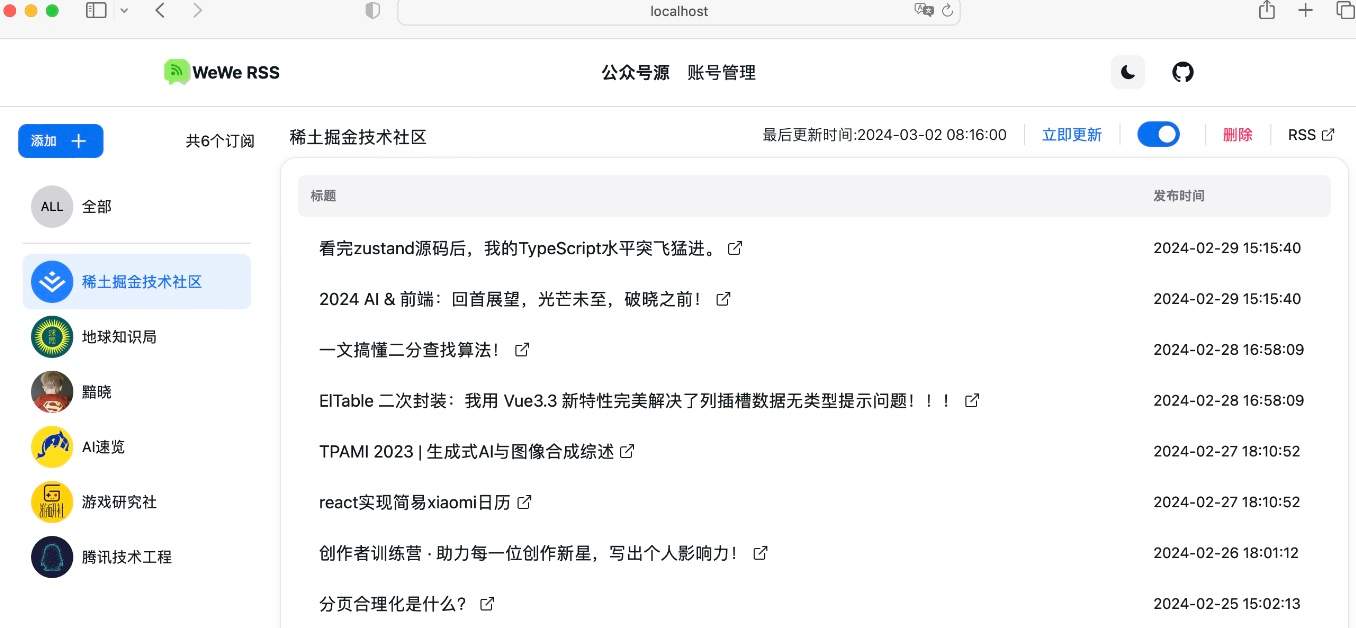 localhost
WeWe RSS
公众号源 账号管理
添加
共6个订阅
ALL 全部
稀土掘金技术社区
地球知识局
黯晓
AI速览
游戏研究社
腾讯技术工程
稀土掘金技术社区
最后更新时间:2024-03-02 08:16:00
立即更新
删除
RSS
标题 发布时间
看完zustand源码后，我的TypeScript水平突飞猛进。 2024-02-29 15:15:40
2024 AI & 前端：回首展望，光芒未至，破晓之前！ 2024-02-29 15:15:40
一文搞懂二分查找算法！ 2024-02-28 16:58:09
ElTable 二次封装：我用 Vue3.3 新特性完美解决了列插槽数据无类型提示问题！！！ 2024-02-28 16:58:09
TPAMI 2023 | 生成式AI与图像合成综述 2024-02-27 18:10:52
react实现简易xiaomi日历 2024-02-27 18:10:52
创作者训练营 · 助力每一位创作新星，写出个人影响力！ 2024-02-26 18:01:12
分页合理化是什么？ 2024-02-25 15:02:13